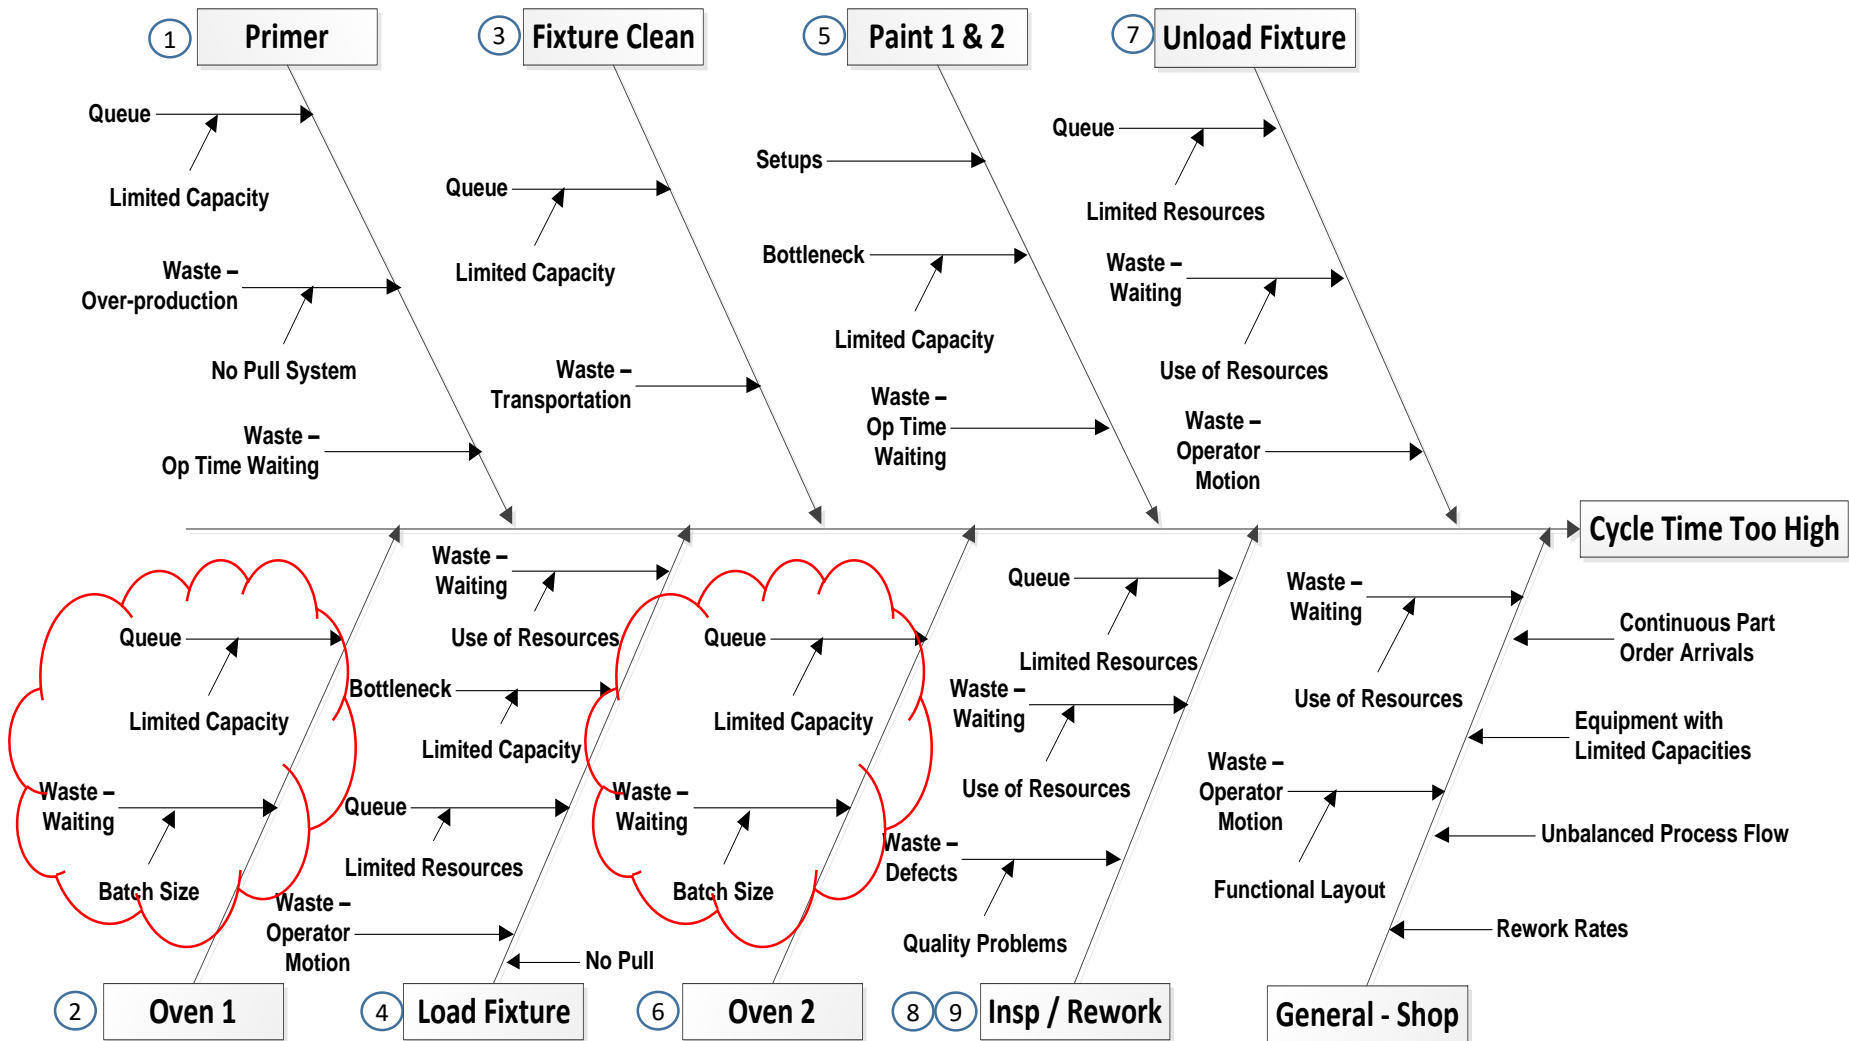 1
Primer
3
Fixture Clean
5
Paint 1 & 2
7
Unload Fixture
Queue
Limited Capacity
Waste –
Over-production
No Pull System
Waste –
Op Time Waiting
Queue
Limited Capacity
Waste –
Transportation
Setups
Bottleneck
Limited Capacity
Waste –
Op Time
Waiting
Queue
Limited Resources
Waste –
Waiting
Use of Resources
Waste –
Operator
Motion
Cycle Time Too High
Queue
Limited Capacity
Waste –
Waiting
Batch Size
Waste –
Waiting
Use of Resources
Bottleneck
Limited Capacity
Queue
Limited Resources
Waste –
Operator
Motion
No Pull
Queue
Limited Capacity
Waste –
Waiting
Batch Size
Queue
Limited Resources
Waste –
Waiting
Use of Resources
Waste –
Defects
Quality Problems
Waste –
Waiting
Use of Resources
Continuous Part
Order Arrivals
Equipment with
Limited Capacities
Waste –
Operator
Motion
Functional Layout
Unbalanced Process Flow
Rework Rates
2
Oven 1
4
Load Fixture
6
Oven 2
8
9
Insp / Rework
General - Shop